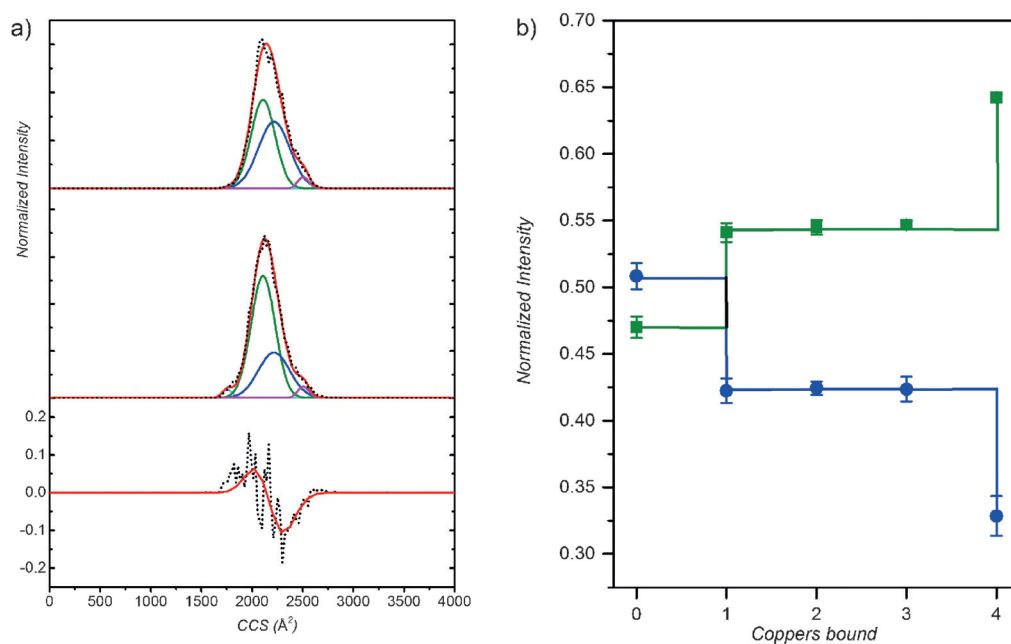 a)
Normalized Intensity
0.2
0.1
0.0
-0.1
-0.2
0 500 1000 1500 2000 2500 3000 3500 4000
CCS (Å²)
b)
Normalized Intensity
0.70
0.65
0.60
0.55
0.50
0.45
0.40
0.35
0.30
0 1 2 3 4
Coppers bound